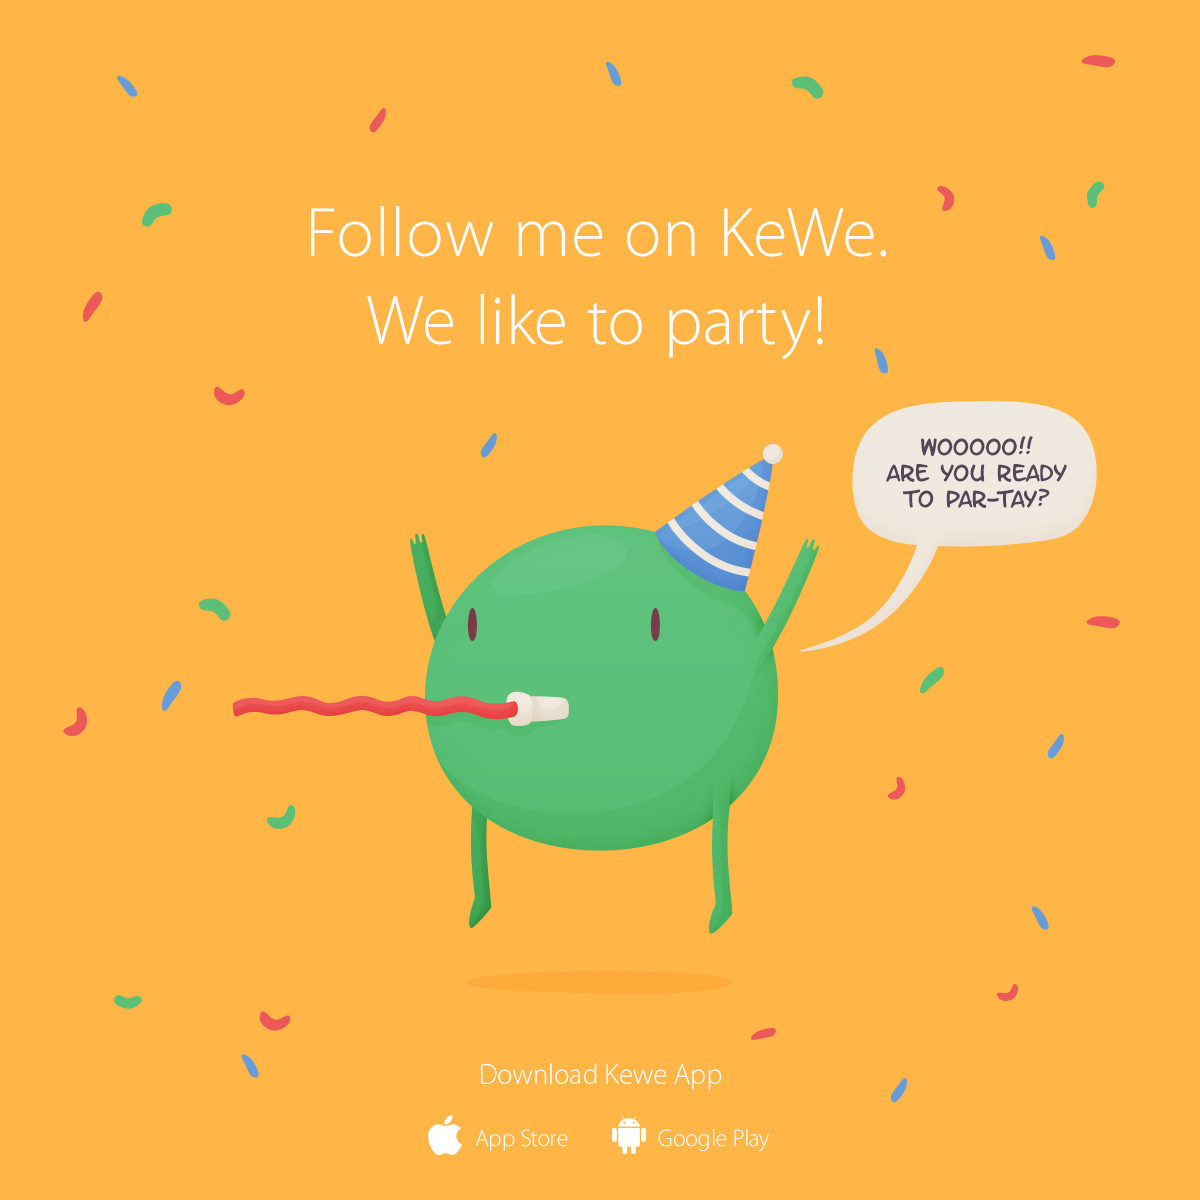 Follow me on KeWe.
We like to party!
WOOOOO!!
ARE YOU READY
TO PAR-TAY?
Download Kewe App
App Store
Google Play